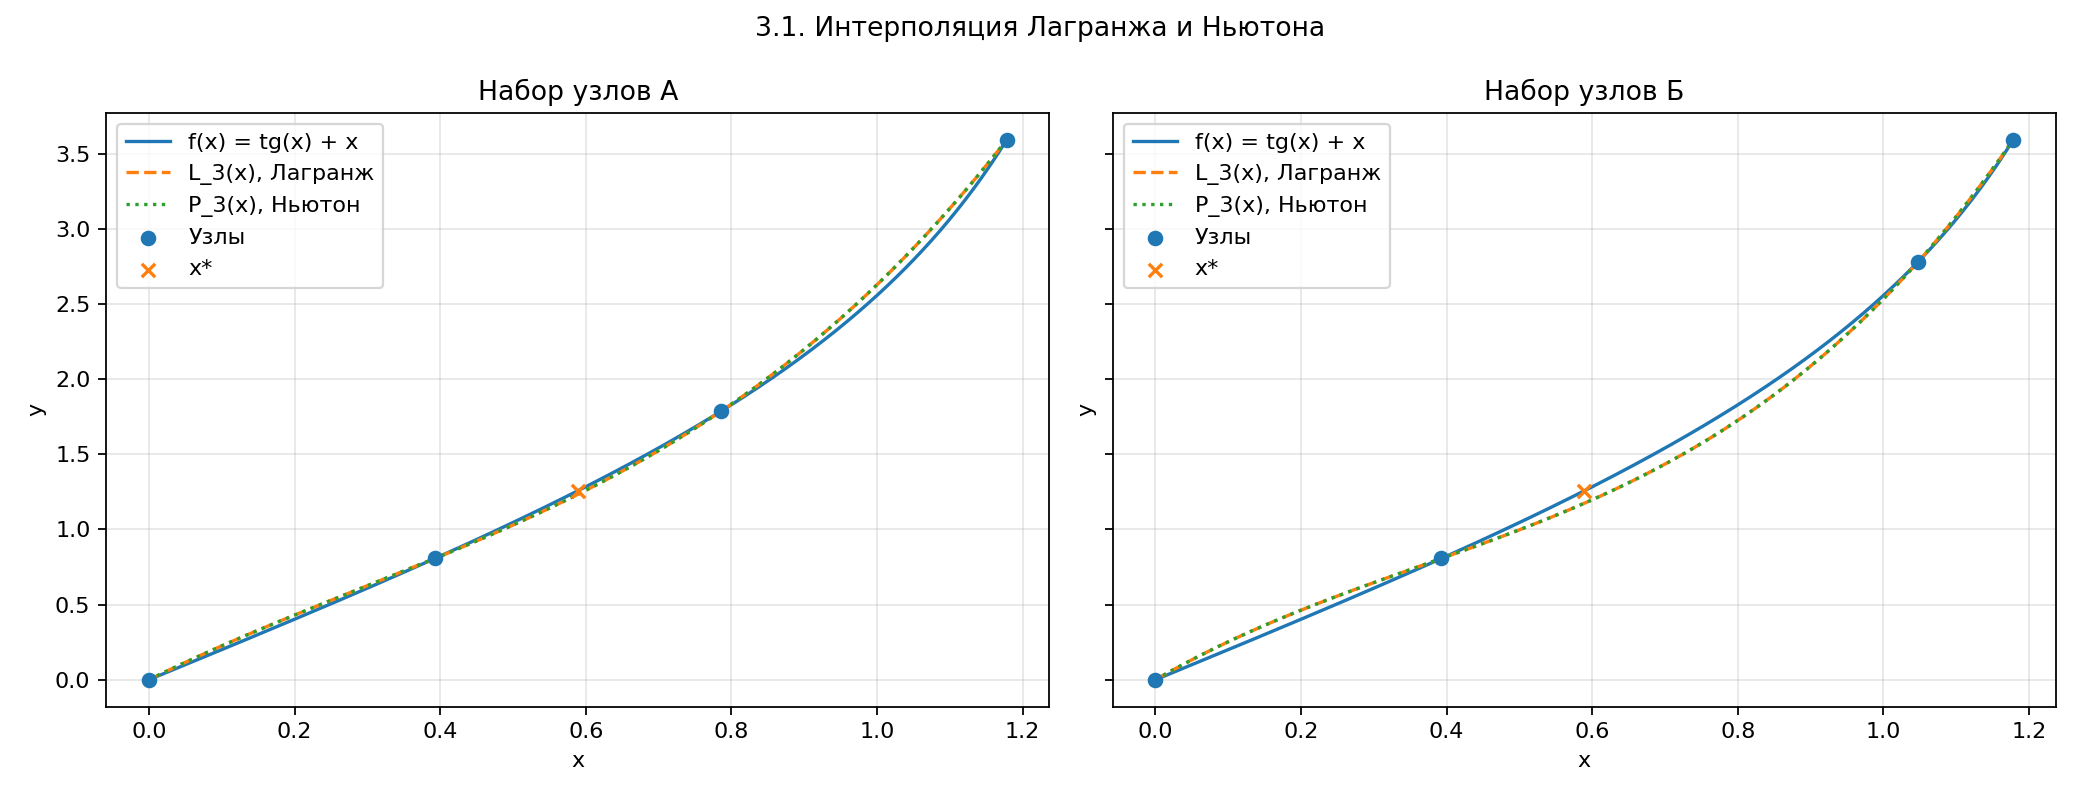 3.1. Интерполяция Лагранжа и Ньютона
Набор узлов А
f(x) = tg(x) + x
L_3(x), Лагранж
P_3(x), Ньютон
Узлы
x*
3.5
3.0
2.5
2.0
1.5
1.0
0.5
0.0
y
0.0 0.2 0.4 0.6 0.8 1.0 1.2
x
Набор узлов Б
f(x) = tg(x) + x
L_3(x), Лагранж
P_3(x), Ньютон
Узлы
x*
y
0.0 0.2 0.4 0.6 0.8 1.0 1.2
x